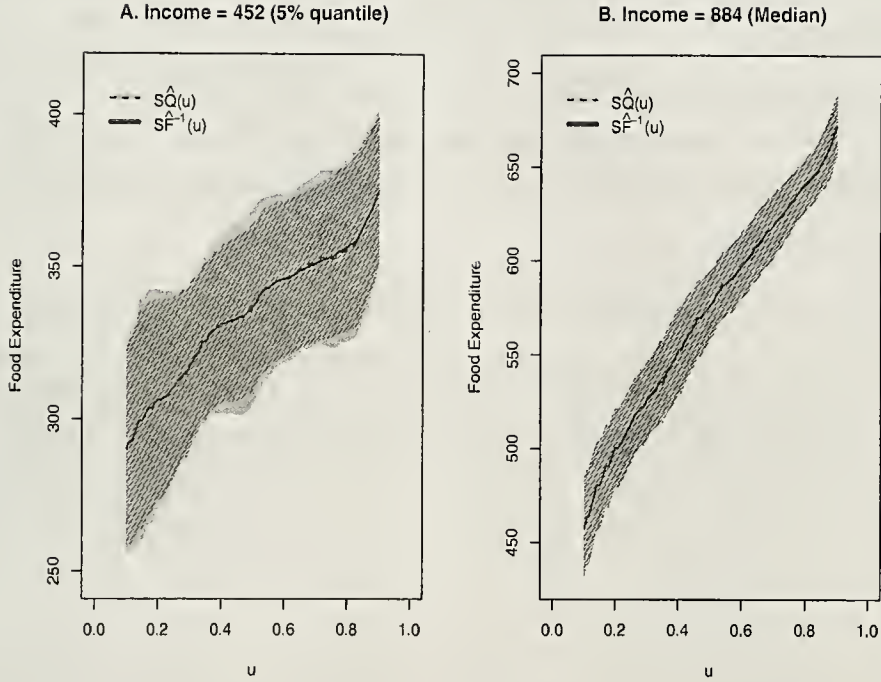 A. Income = 452 (5% quantile)
SQ̂(u)
SF̂⁻¹(u)
Food Expenditure
400
350
300
250
0.0 0.2 0.4 0.6 0.8 1.0
u
B. Income = 884 (Median)
SQ̂(u)
SF̂⁻¹(u)
Food Expenditure
700
650
600
550
500
450
0.0 0.2 0.4 0.6 0.8 1.0
u